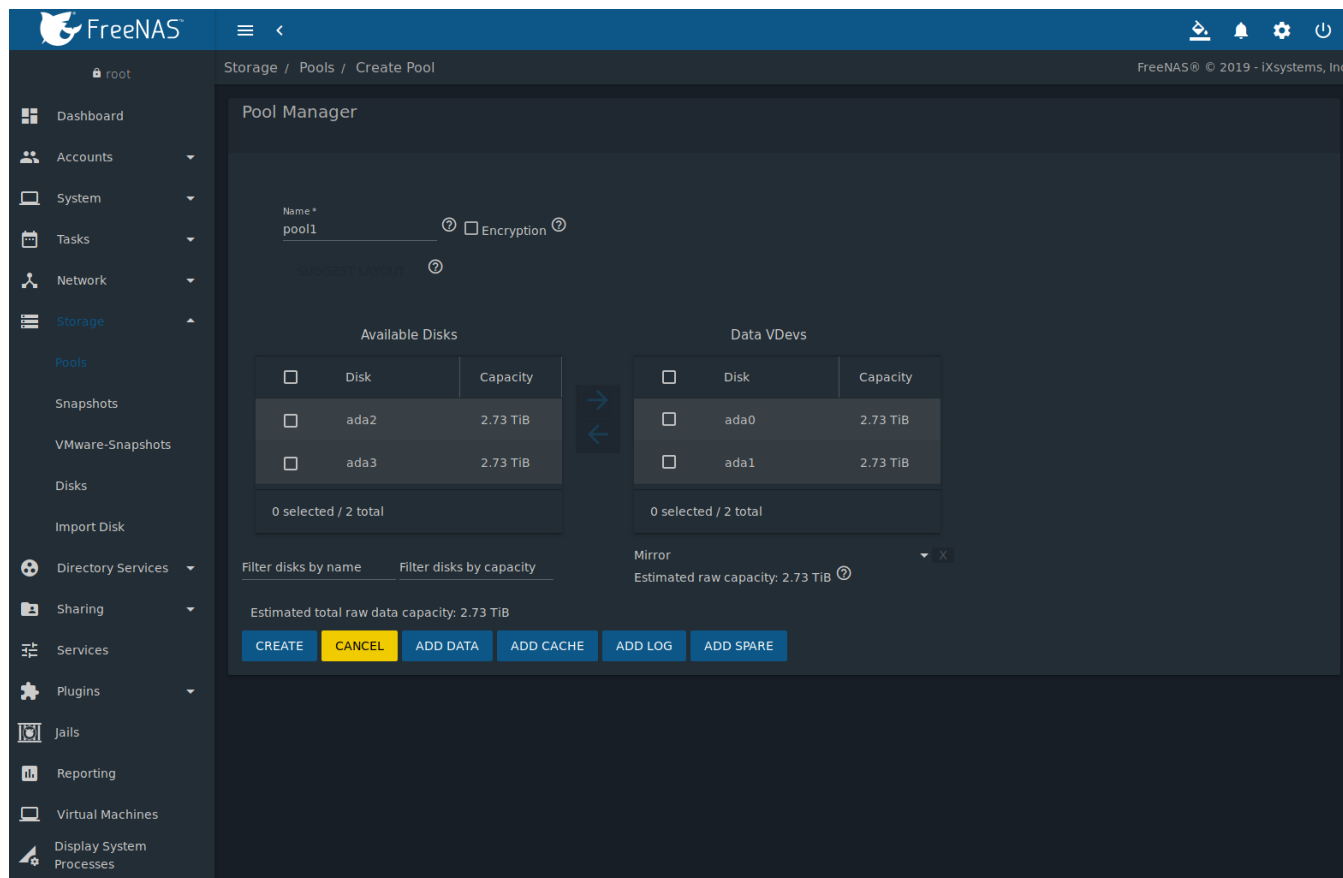 FreeNAS™
root
Storage / Pools / Create Pool
FreeNAS® © 2019 - iXsystems, Inc
Dashboard
Accounts
System
Tasks
Network
Storage
Pools
Snapshots
VMware-Snapshots
Disks
Import Disk
Directory Services
Sharing
Services
Plugins
Jails
Reporting
Virtual Machines
Display System
Processes
Pool Manager
Name *
pool1
Encryption
SUGGEST LAYOUT
Available Disks
Disk Capacity
ada2 2.73 TiB
ada3 2.73 TiB
0 selected / 2 total
Filter disks by name Filter disks by capacity
Data VDevs
Disk Capacity
ada0 2.73 TiB
ada1 2.73 TiB
0 selected / 2 total
Mirror X
Estimated raw capacity: 2.73 TiB
Estimated total raw data capacity: 2.73 TiB
CREATE CANCEL ADD DATA ADD CACHE ADD LOG ADD SPARE